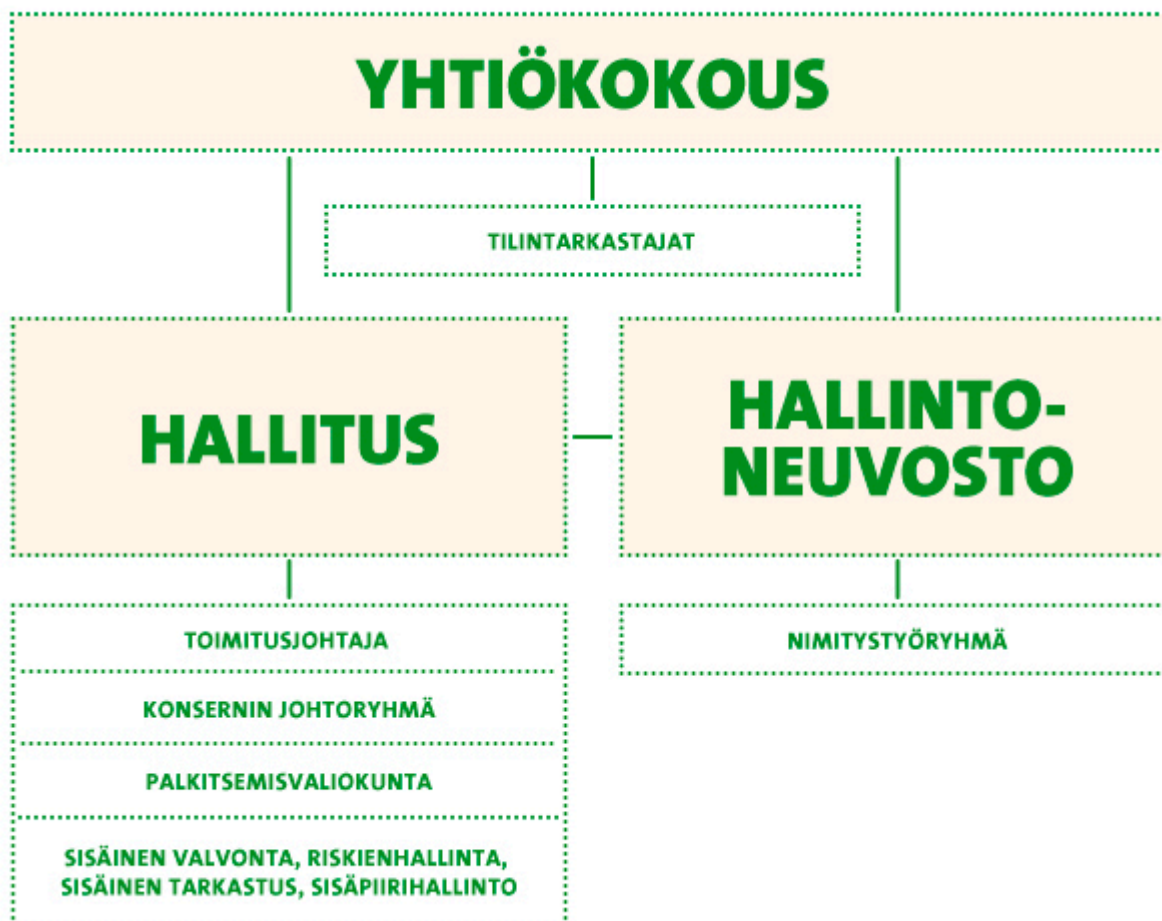 YHTIÖKOKOUS
TILINTARKASTAJAT
HALLITUS
HALLINTO-
NEUVOSTO
TOIMITUSJOHTAJA
KONSERNIN JOHTORYHMÄ
PALKITSEMISVALIOKUNTA
SISÄINEN VALVONTA, RISKIENHALLINTA,
SISÄINEN TARKASTUS, SISÄPIIRIHALLINTO
NIMITYSTYÖRYHMÄ